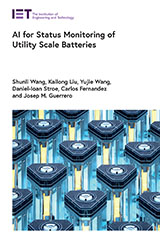 IET The Institution of
Engineering and Technology
AI for Status Monitoring of
Utility Scale Batteries
Shunli Wang, Kailong Liu, Yujie Wang,
Daniel-Ioan Stroe, Carlos Fernandez
and Josep M. Guerrero